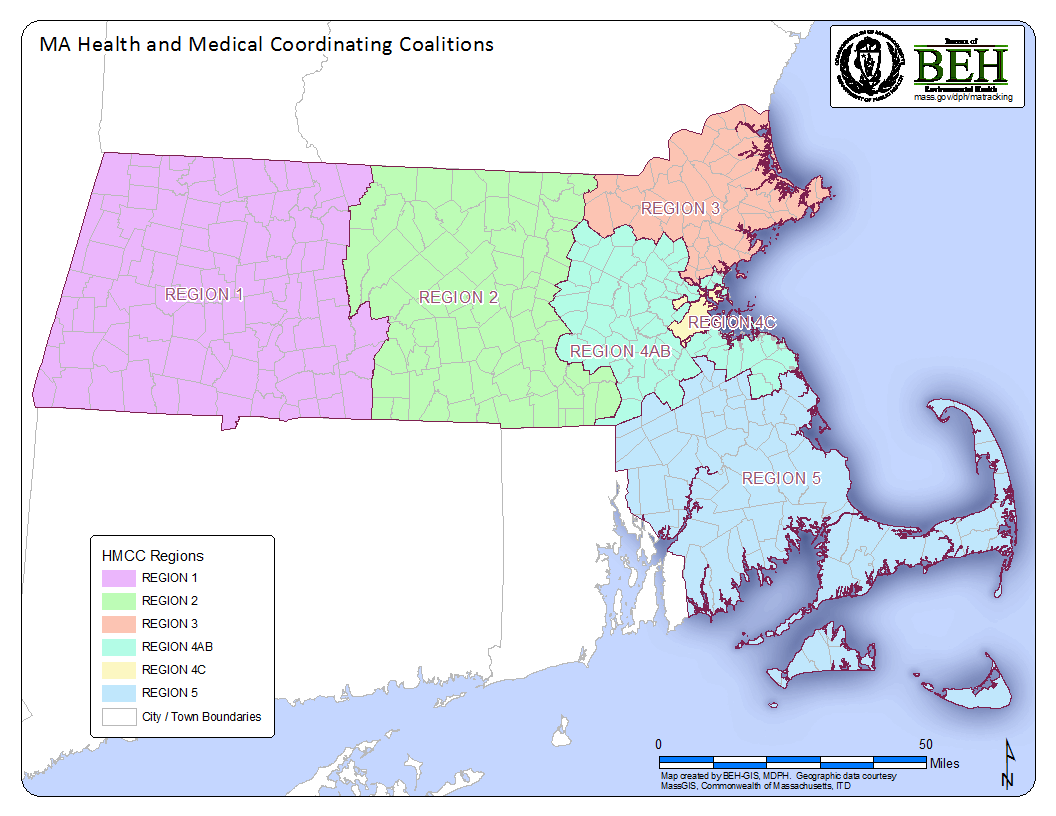 MA Health and Medical Coordinating Coalitions
Bureau of
BEH
Environmental Health
mass.gov/dph/matracking
REGION 3
REGION 1
REGION 2
REGION 4C
REGION 4AB
REGION 5
HMCC Regions
REGION 1
REGION 2
REGION 3
REGION 4AB
REGION 4C
REGION 5
City / Town Boundaries
0 50
Miles
Map created by BEH-GIS, MDPH. Geographic data courtesy
MassGIS, Commonwealth of Massachusetts, ITD
N